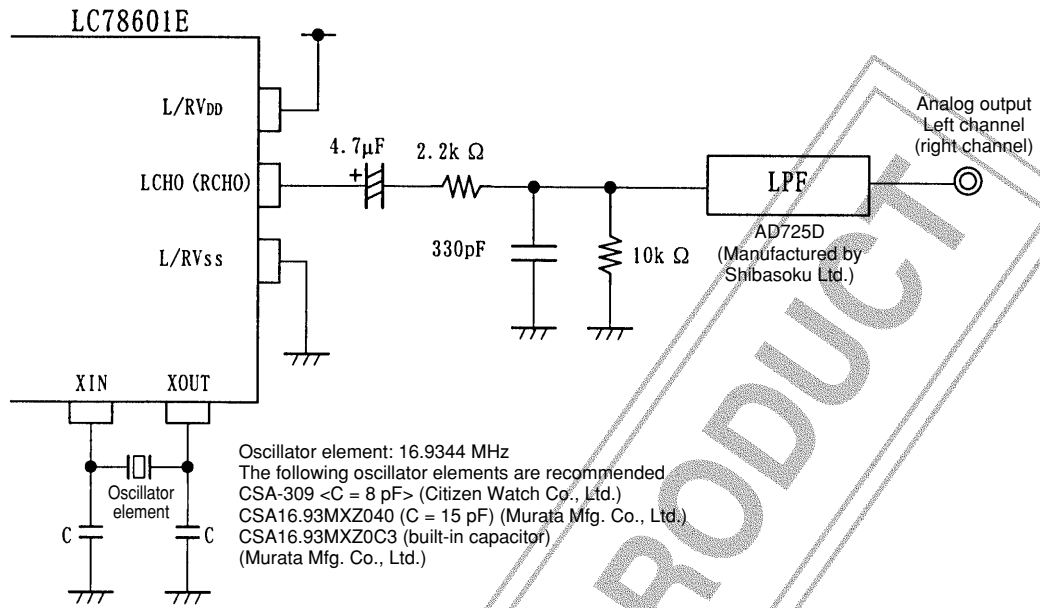 LC78601E
L/RVDD
4.7μF
2.2k Ω
LCHO (RCHO)
Analog output
Left channel
(right channel)
LPF
AD725D
(Manufactured by
Shibasoku Ltd.)
L/RVss
330pF
10k Ω
XIN
XOUT
Oscillator
element
C
C
Oscillator element: 16.9344 MHz
The following oscillator elements are recommended
CSA-309 <C = 8 pF> (Citizen Watch Co., Ltd.)
CSA16.93MXZ040 (C = 15 pF) (Murata Mfg. Co., Ltd.)
CSA16.93MXZ0C3 (built-in capacitor)
(Murata Mfg. Co., Ltd.)
RODUCT